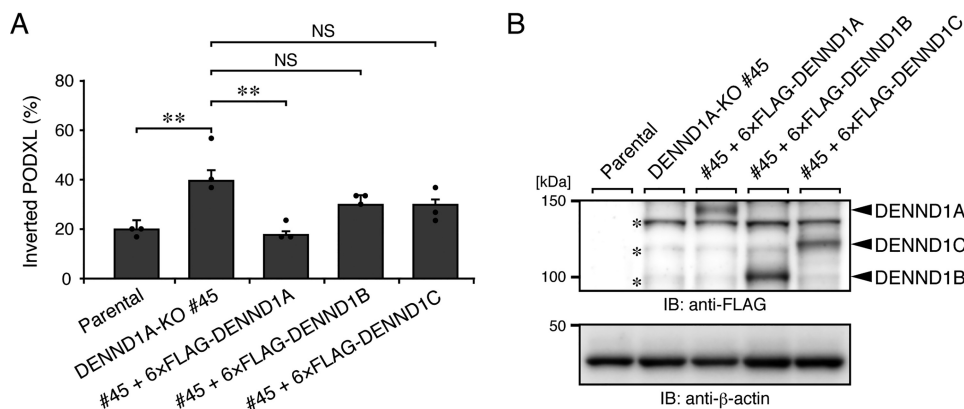 A
NS
NS
**
**
Inverted PODXL (%)
80
60
40
20
0
Parental
DENND1A-KO #45
#45 + 6×FLAG-DENND1A
#45 + 6×FLAG-DENND1B
#45 + 6×FLAG-DENND1C
B
Parental
DENND1A-KO #45
#45 + 6×FLAG-DENND1A
#45 + 6×FLAG-DENND1B
#45 + 6×FLAG-DENND1C
[kDa]
150
DENND1A
*
*
DENND1C
100
*
DENND1B
IB: anti-FLAG
50
IB: anti-β-actin